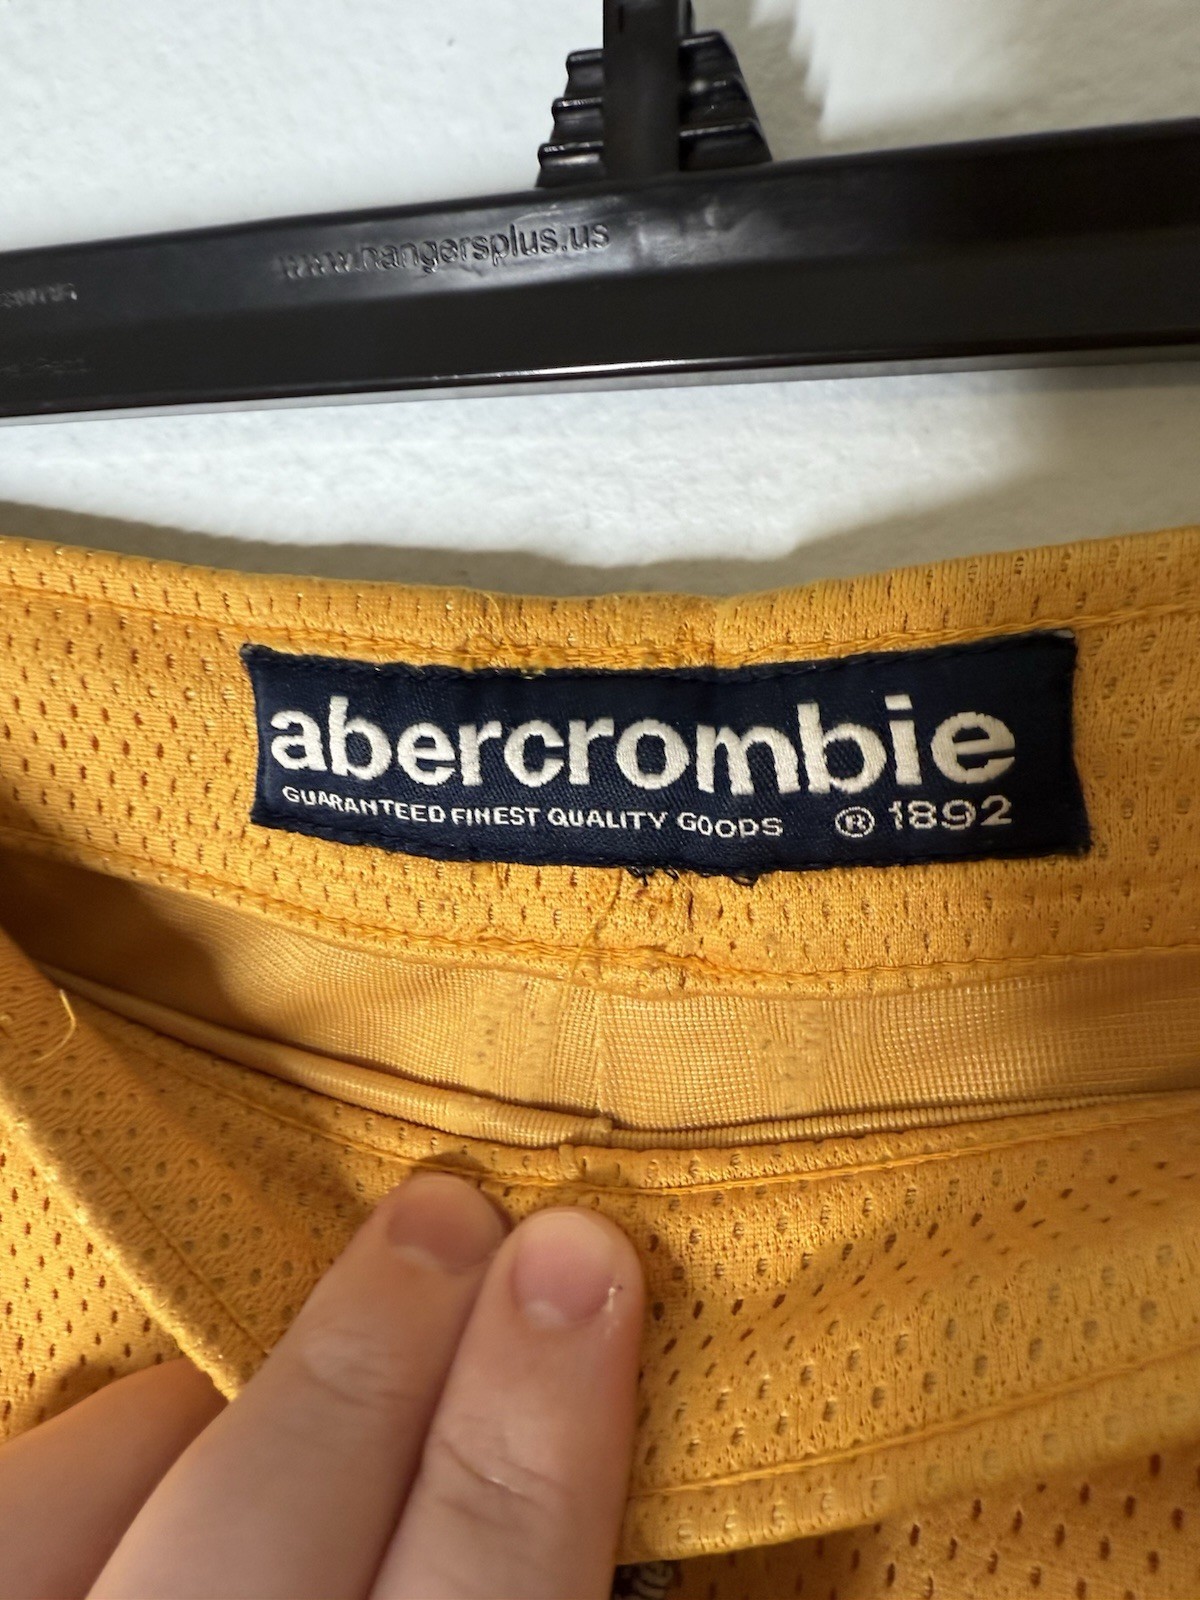 www.hangersplus.us
abercrombie
GUARANTEED FINEST QUALITY GOODS ® 1892